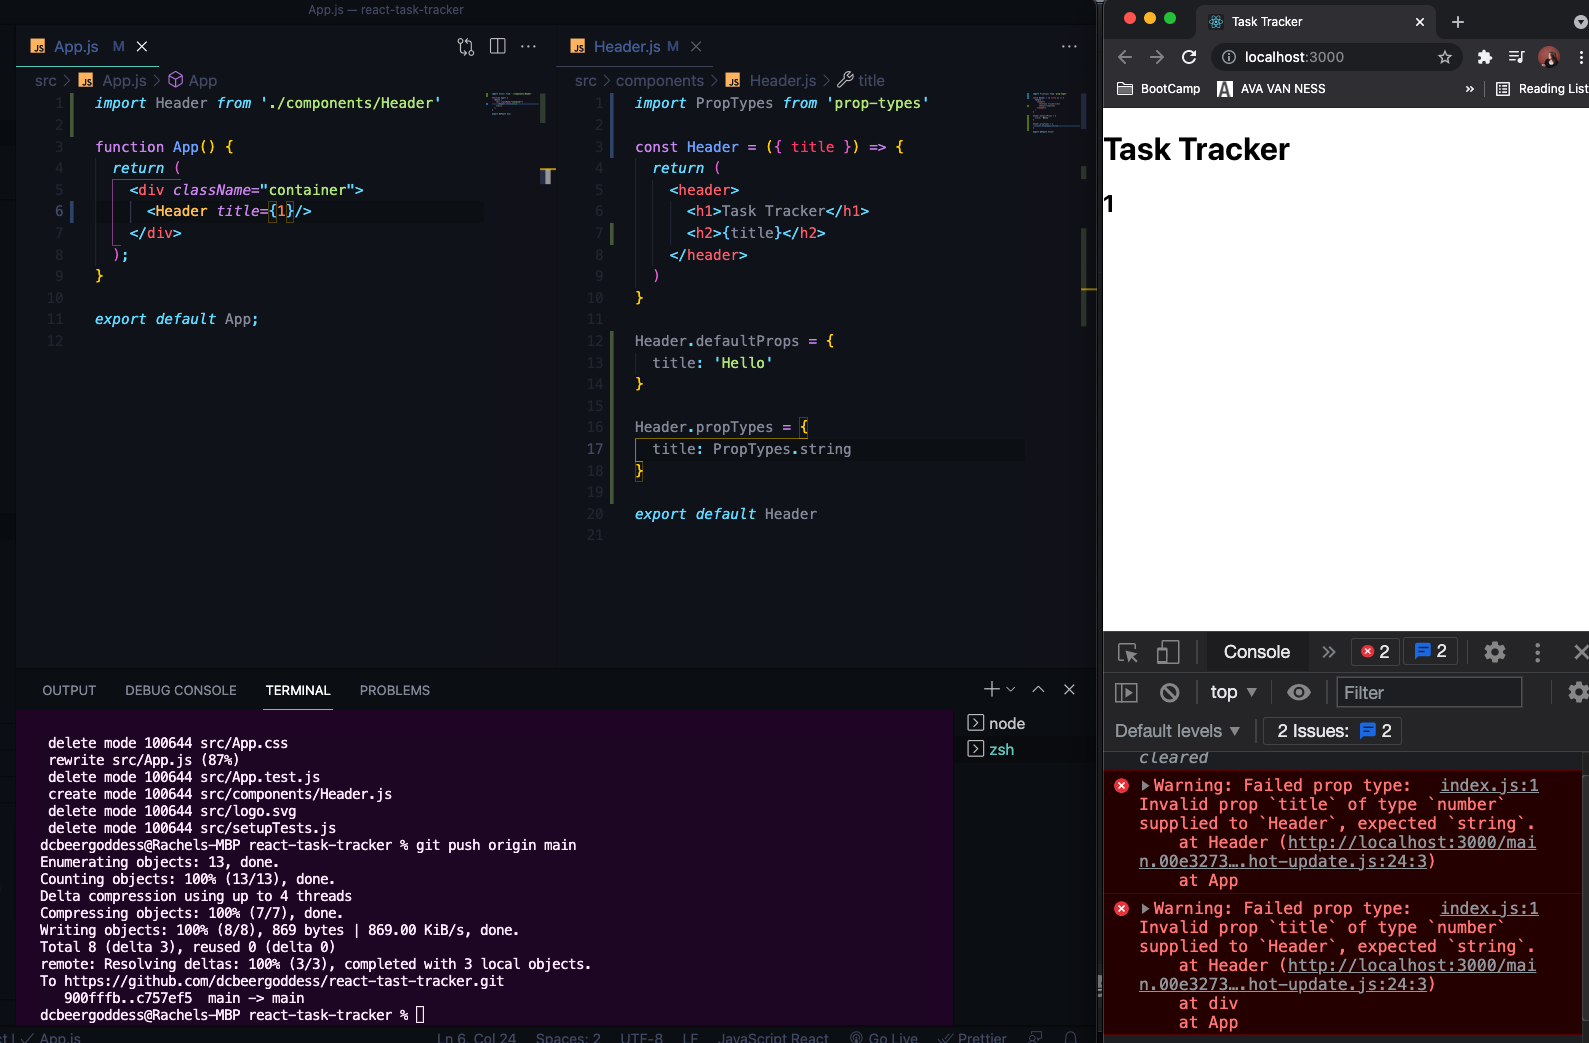 App.js — react-task-tracker
App.js M
src > App.js > App
1 import Header from './components/Header'
2
3 function App() {
4 return (
5 <div className="container">
6 <Header title={1}/>
7 </div>
8 );
9 }
10
11 export default App;
12
Header.js M
src > components > Header.js > title
1 import PropTypes from 'prop-types'
2
3 const Header = ({ title }) => {
4 return (
5 <header>
6 <h1>Task Tracker</h1>
7 <h2>{title}</h2>
8 </header>
9 )
10 }
11
12 Header.defaultProps = {
13 title: 'Hello'
14 }
15
16 Header.propTypes = {
17 title: PropTypes.string
18 }
19
20 export default Header
21
OUTPUT DEBUG CONSOLE TERMINAL PROBLEMS
delete mode 100644 src/App.css
rewrite src/App.js (87%)
delete mode 100644 src/App.test.js
create mode 100644 src/components/Header.js
delete mode 100644 src/logo.svg
delete mode 100644 src/setupTests.js
dcbeergoddess@Rachels-MBP react-task-tracker % git push origin main
Enumerating objects: 13, done.
Counting objects: 100% (13/13), done.
Delta compression using up to 4 threads
Compressing objects: 100% (7/7), done.
Writing objects: 100% (8/8), 869 bytes | 869.00 KiB/s, done.
Total 8 (delta 3), reused 0 (delta 0)
remote: Resolving deltas: 100% (3/3), completed with 3 local objects.
To https://github.com/dcbeergoddess/react-tast-tracker.git
900fffb..c757ef5 main -> main
dcbeergoddess@Rachels-MBP react-task-tracker %
node
zsh
App.js Ln 6, Col 24 Spaces: 2 UTF-8 LF JavaScript React Go Live Prettier
Task Tracker
localhost:3000
BootCamp AVA VAN NESS » Reading List
Task Tracker
1
Console » 2 2
top Filter
Default levels 2 Issues: 2
cleared
Warning: Failed prop type: index.js:1
Invalid prop `title` of type `number`
supplied to `Header`, expected `string`.
at Header (http://localhost:3000/mai
n.00e3273….hot-update.js:24:3)
at App
Warning: Failed prop type: index.js:1
Invalid prop `title` of type `number`
supplied to `Header`, expected `string`.
at Header (http://localhost:3000/mai
n.00e3273….hot-update.js:24:3)
at div
at App